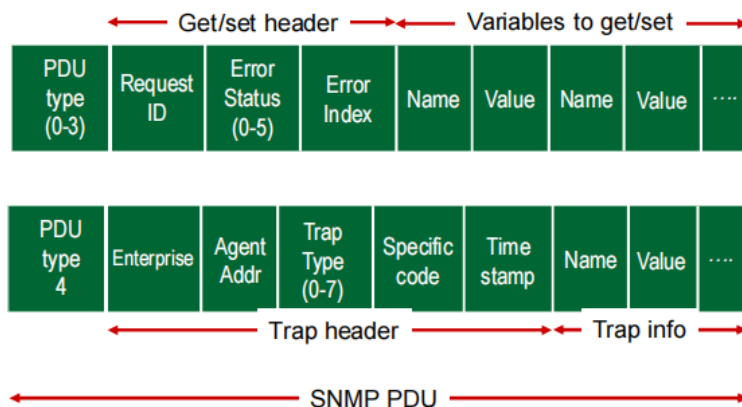 Get/set header Variables to get/set
PDU type (0-3) Request ID Error Status (0-5) Error Index Name Value Name Value ....
PDU type 4 Enterprise Agent Addr Trap Type (0-7) Specific code Time stamp Name Value ....
Trap header Trap info
SNMP PDU